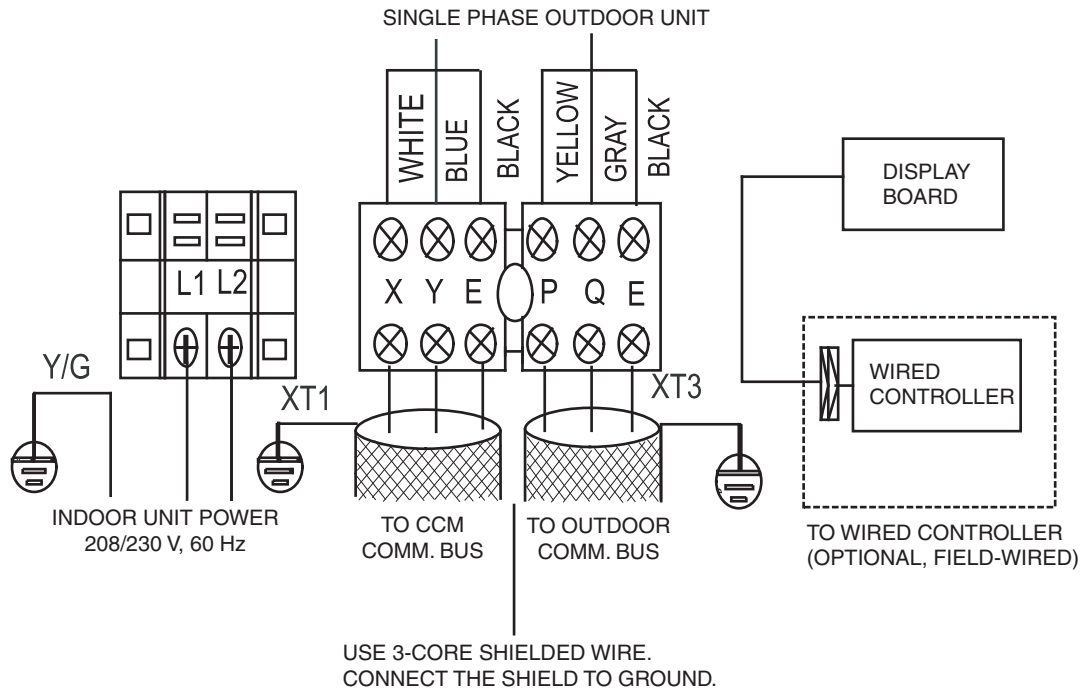 SINGLE PHASE OUTDOOR UNIT
WHITE
BLUE
BLACK
YELLOW
GRAY
BLACK
DISPLAY
BOARD
L1 L2
X Y E P Q E
Y/G
XT1
XT3
WIRED
CONTROLLER
INDOOR UNIT POWER
208/230 V, 60 Hz
TO CCM
COMM. BUS
TO OUTDOOR
COMM. BUS
TO WIRED CONTROLLER
(OPTIONAL, FIELD-WIRED)
USE 3-CORE SHIELDED WIRE.
CONNECT THE SHIELD TO GROUND.